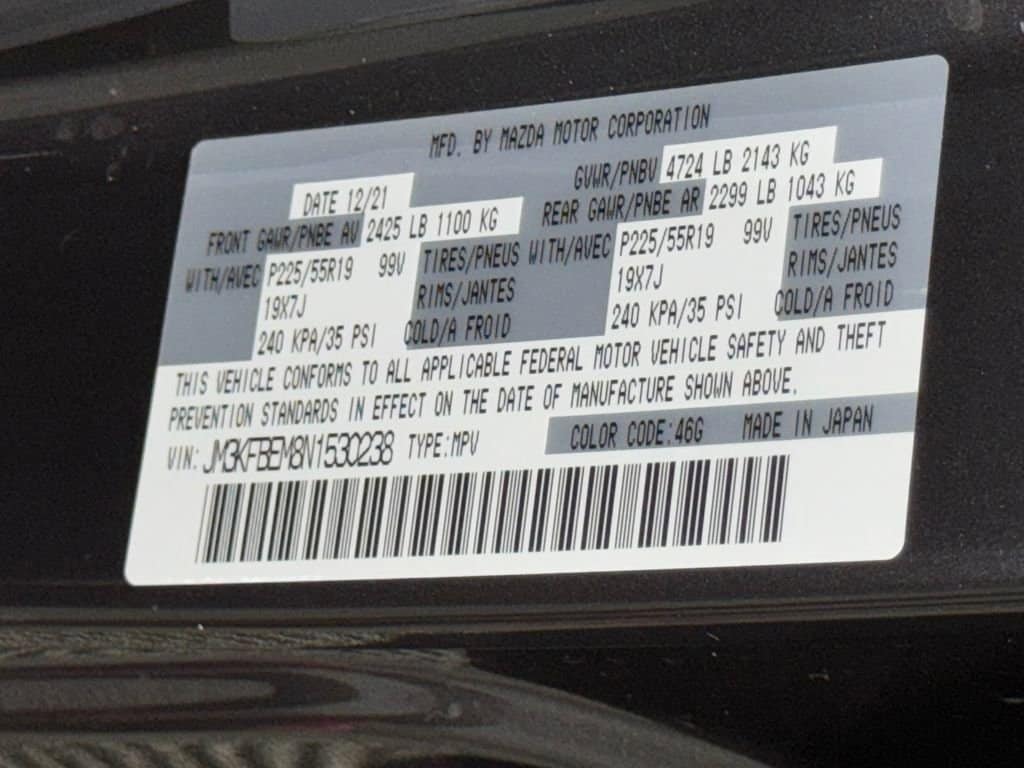 MFD. BY MAZDA MOTOR CORPORATION
DATE 12/21 GVWR/PNBV 4724 LB 2143 KG
FRONT GAWR/PNBE AV 2425 LB 1100 KG REAR GAWR/PNBE AR 2299 LB 1043 KG
WITH/AVEC P225/55R19 99V TIRES/PNEUS WITH/AVEC P225/55R19 99V TIRES/PNEUS
19X7J RIMS/JANTES 19X7J RIMS/JANTES
240 KPA/35 PSI COLD/A FROID 240 KPA/35 PSI COLD/A FROID
THIS VEHICLE CONFORMS TO ALL APPLICABLE FEDERAL MOTOR VEHICLE SAFETY AND THEFT
PREVENTION STANDARDS IN EFFECT ON THE DATE OF MANUFACTURE SHOWN ABOVE.
VIN: JM3KFBEM8N1530238 TYPE:MPV COLOR CODE:46G MADE IN JAPAN